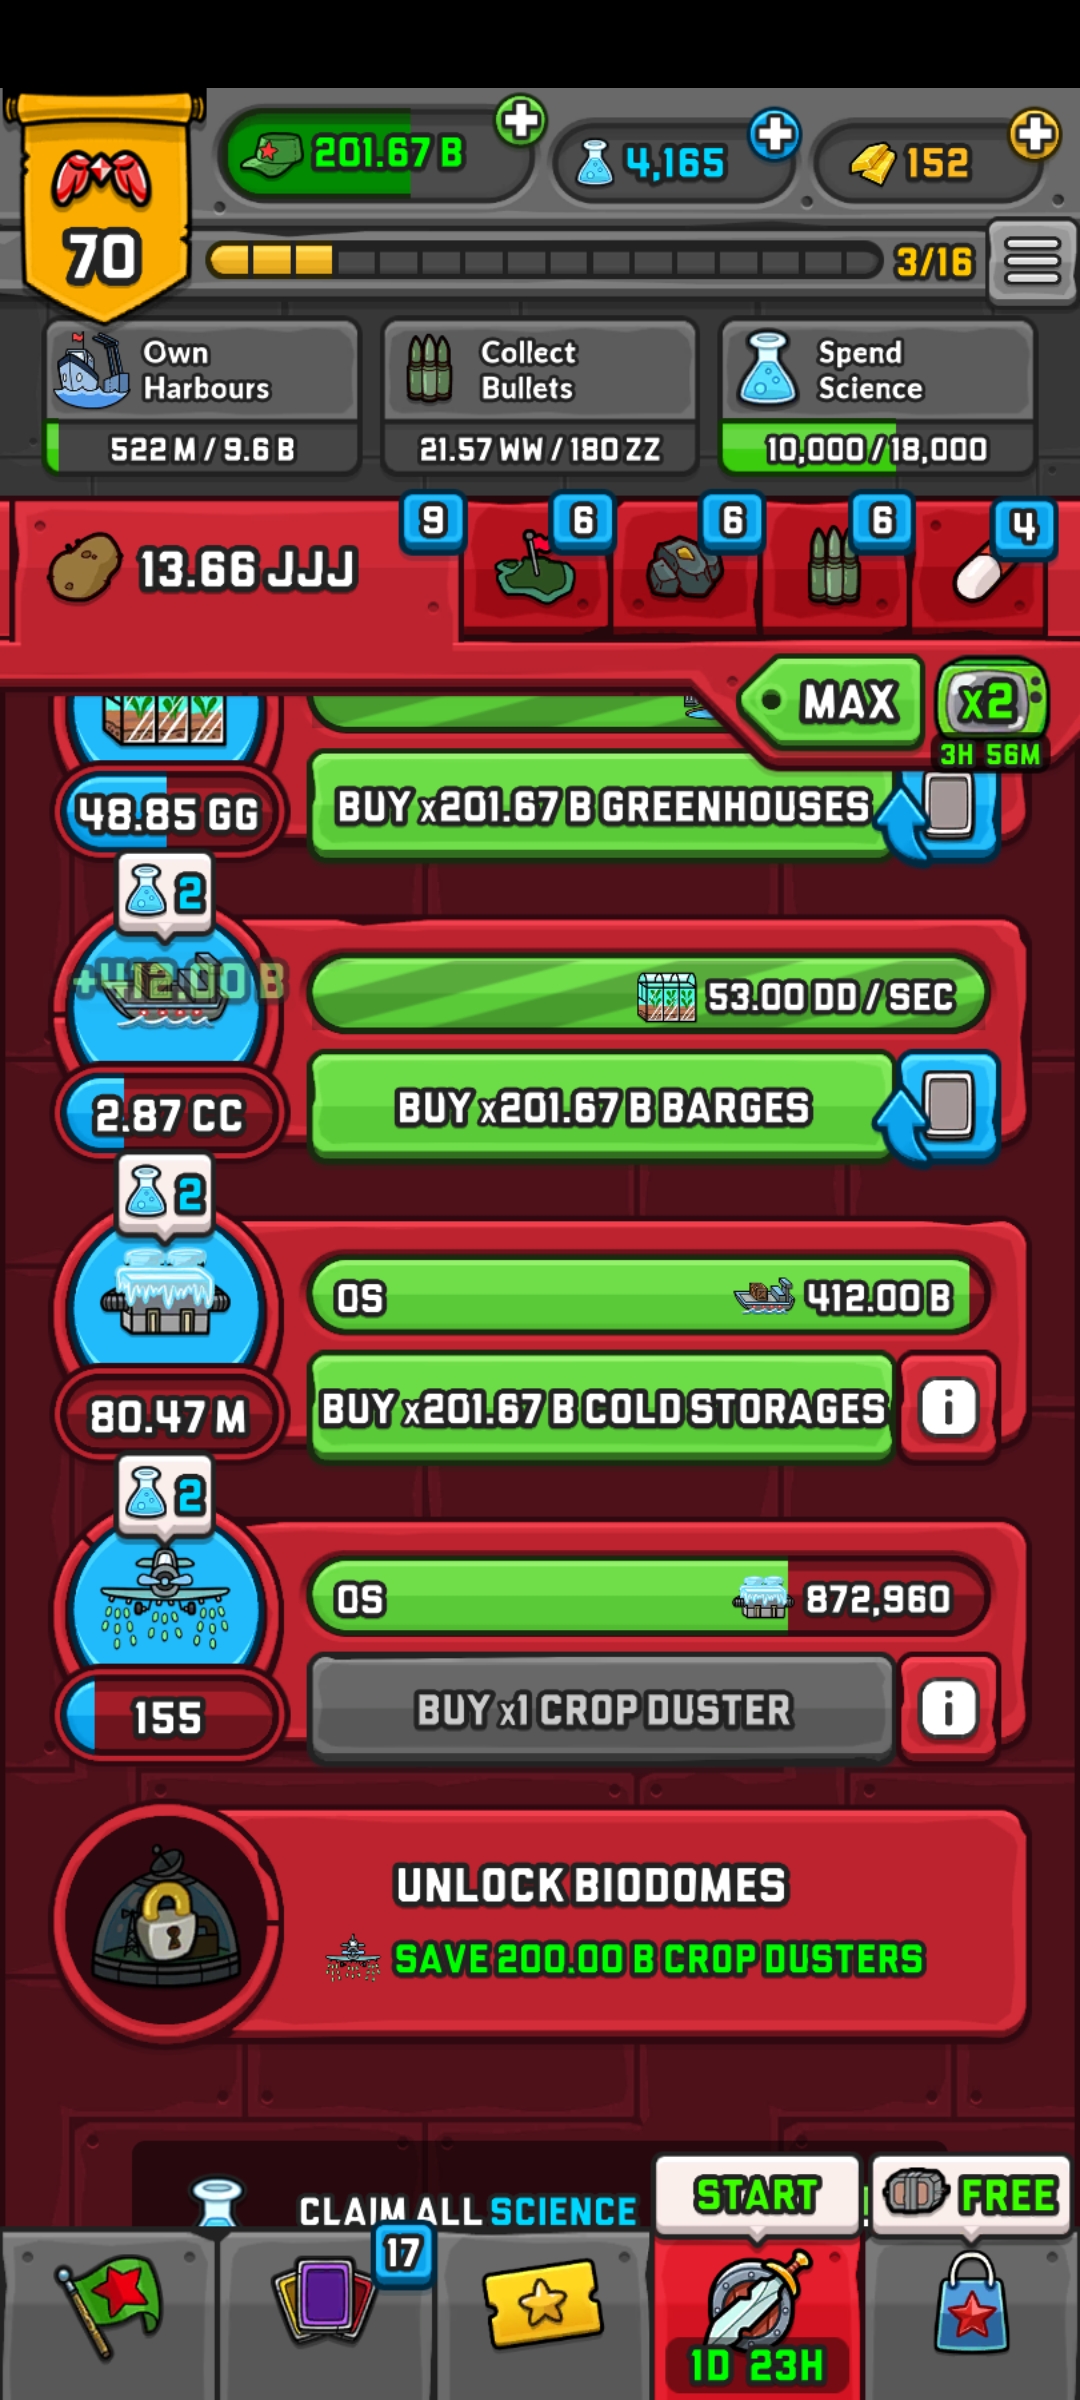 201.67 B
4,165
152
70
3/16
Own
Harbours
522 M / 9.6 B
Collect
Bullets
21.57 WW / 180 ZZ
Spend
Science
10,000 / 18,000
13.66 JJJ
9
6
6
6
4
MAX
x2
3H 56M
48.85 GG
BUY x201.67 B GREENHOUSES
2
+412.00 B
53.00 DD / SEC
2.87 CC
BUY x201.67 B BARGES
2
0S
412.00 B
80.47 M
BUY x201.67 B COLD STORAGES
i
2
0S
872,960
155
BUY x1 CROP DUSTER
i
UNLOCK BIODOMES
SAVE 200.00 B CROP DUSTERS
CLAIM ALL SCIENCE
START
FREE
17
1D 23H